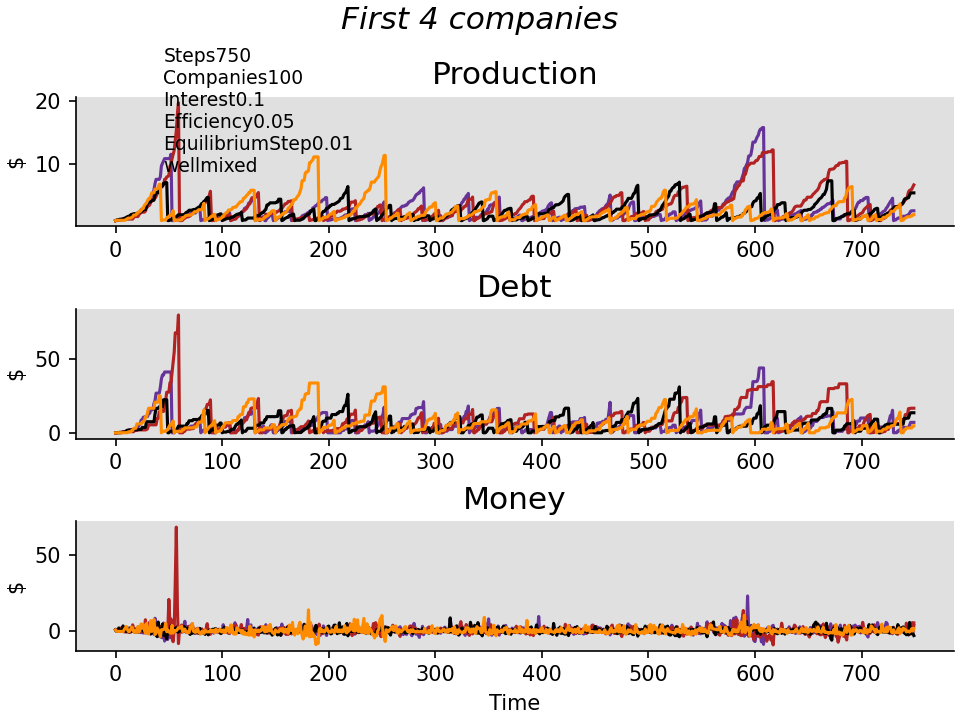 First 4 companies
Steps750
Companies100
Interest0.1
Efficiency0.05
EquilibriumStep0.01
wellmixed
Production
$
20
10
0 100 200 300 400 500 600 700
Debt
$
50
0
0 100 200 300 400 500 600 700
Money
$
50
0
0 100 200 300 400 500 600 700
Time